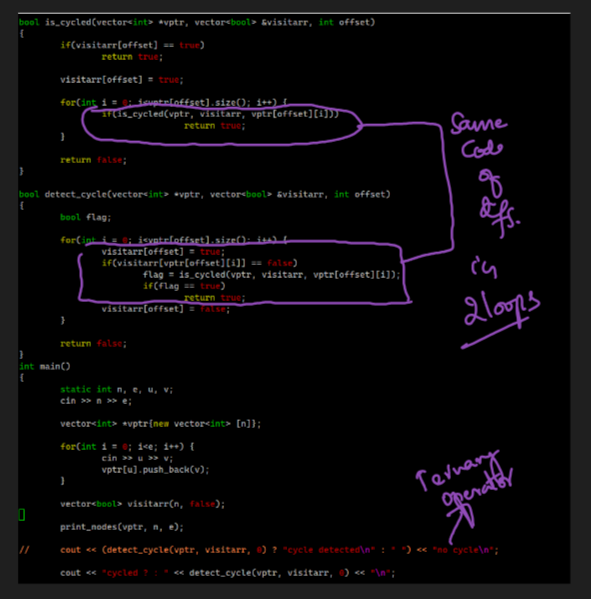 bool is_cycled(vector<int> *vptr, vector<bool> &visitarr, int offset)
{
if(visitarr[offset] == true)
return true;
visitarr[offset] = true;
for(int i = 0; i<vptr[offset].size(); i++) {
if(is_cycled(vptr, visitarr, vptr[offset][i]))
return true;
}
return false;
}
Same
Code
of
dfs.
in
2 loops
bool detect_cycle(vector<int> *vptr, vector<bool> &visitarr, int offset)
{
bool flag;
for(int i = 0; i<vptr[offset].size(); i++) {
visitarr[offset] = true;
if(visitarr[vptr[offset][i]] == false)
flag = is_cycled(vptr, visitarr, vptr[offset][i]);
if(flag == true)
return true;
visitarr[offset] = false;
}
return false;
}
int main()
{
static int n, e, u, v;
cin >> n >> e;
vector<int> *vptr{new vector<int> [n]};
for(int i = 0; i<e; i++) {
cin >> u >> v;
vptr[u].push_back(v);
}
Ternary
operator
vector<bool> visitarr(n, false);
print_nodes(vptr, n, e);
// cout << (detect_cycle(vptr, visitarr, 0) ? "cycle detected\n" : " ") << "no cycle\n";
cout << "cycled ? : " << detect_cycle(vptr, visitarr, 0) << "\n";